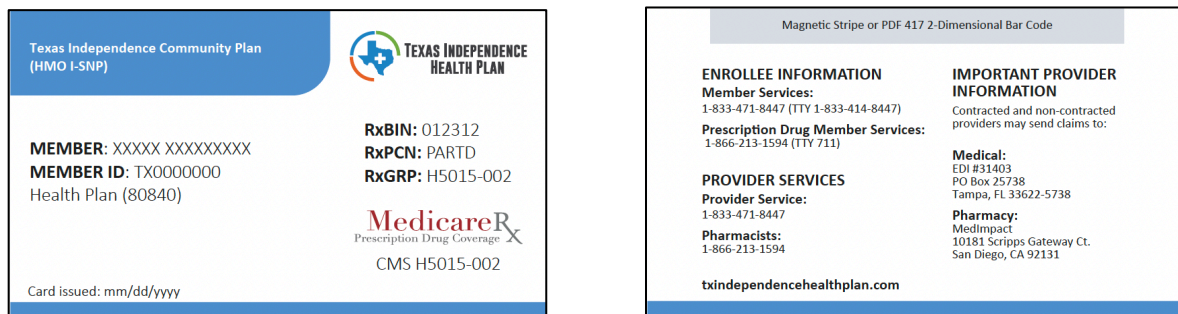 Texas Independence Community Plan
(HMO I-SNP)
TEXAS INDEPENDENCE
HEALTH PLAN
MEMBER: XXXXX XXXXXXXXX
MEMBER ID: TX0000000
Health Plan (80840)
RxBIN: 012312
RxPCN: PARTD
RxGRP: H5015-002
MedicareRx
Prescription Drug Coverage
CMS H5015-002
Card issued: mm/dd/yyyy
Magnetic Stripe or PDF 417 2-Dimensional Bar Code
ENROLLEE INFORMATION
Member Services:
1-833-471-8447 (TTY 1-833-414-8447)
Prescription Drug Member Services:
1-866-213-1594 (TTY 711)
PROVIDER SERVICES
Provider Service:
1-833-471-8447
Pharmacists:
1-866-213-1594
txindependencehealthplan.com
IMPORTANT PROVIDER
INFORMATION
Contracted and non-contracted
providers may send claims to:
Medical:
EDI #31403
PO Box 25738
Tampa, FL 33622-5738
Pharmacy:
MedImpact
10181 Scripps Gateway Ct.
San Diego, CA 92131